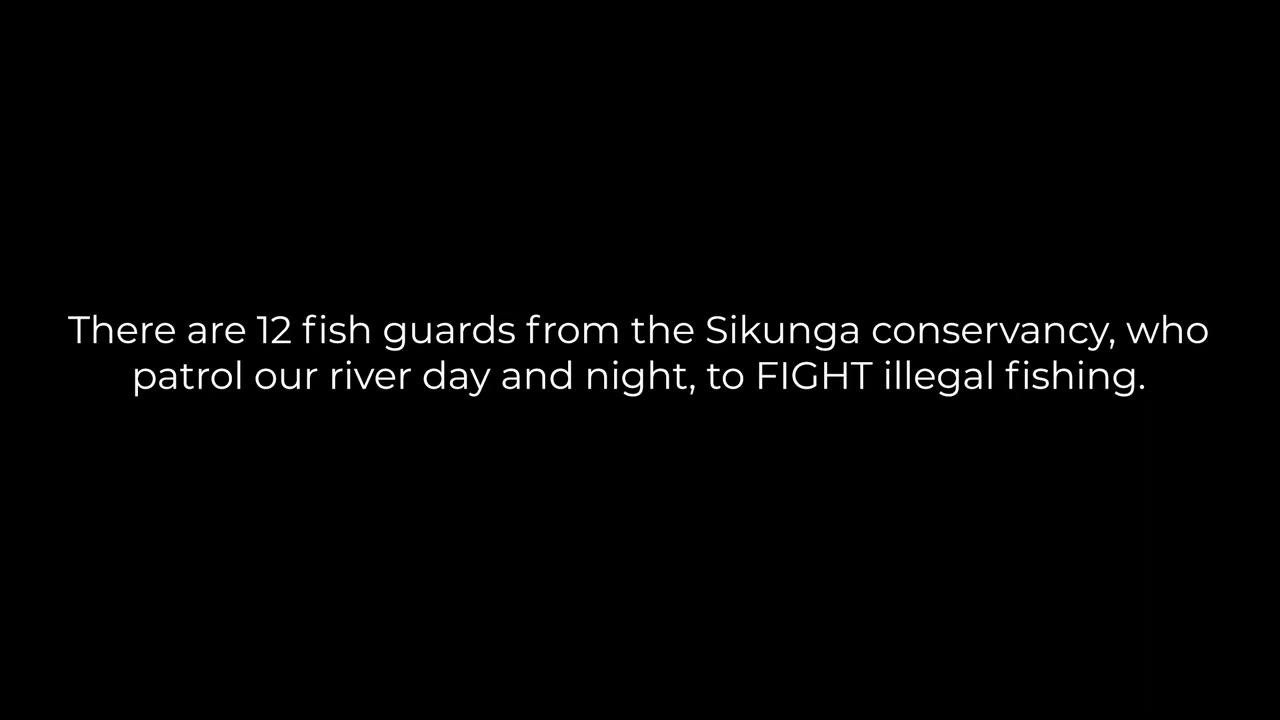 There are 12 fish guards from the Sikunga conservancy, who
patrol our river day and night, to FIGHT illegal fishing.